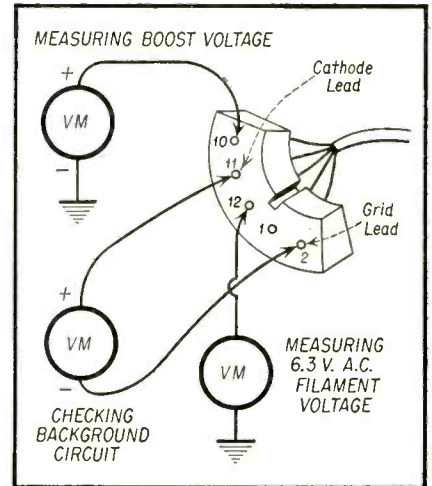 MEASURING BOOST VOLTAGE
+
VM
-
Cathode
Lead
10
11
12
1
2
Grid
Lead
+
VM
-
CHECKING
BACKGROUND
CIRCUIT
VM
MEASURING
6.3 V. A.C.
FILAMENT
VOLTAGE